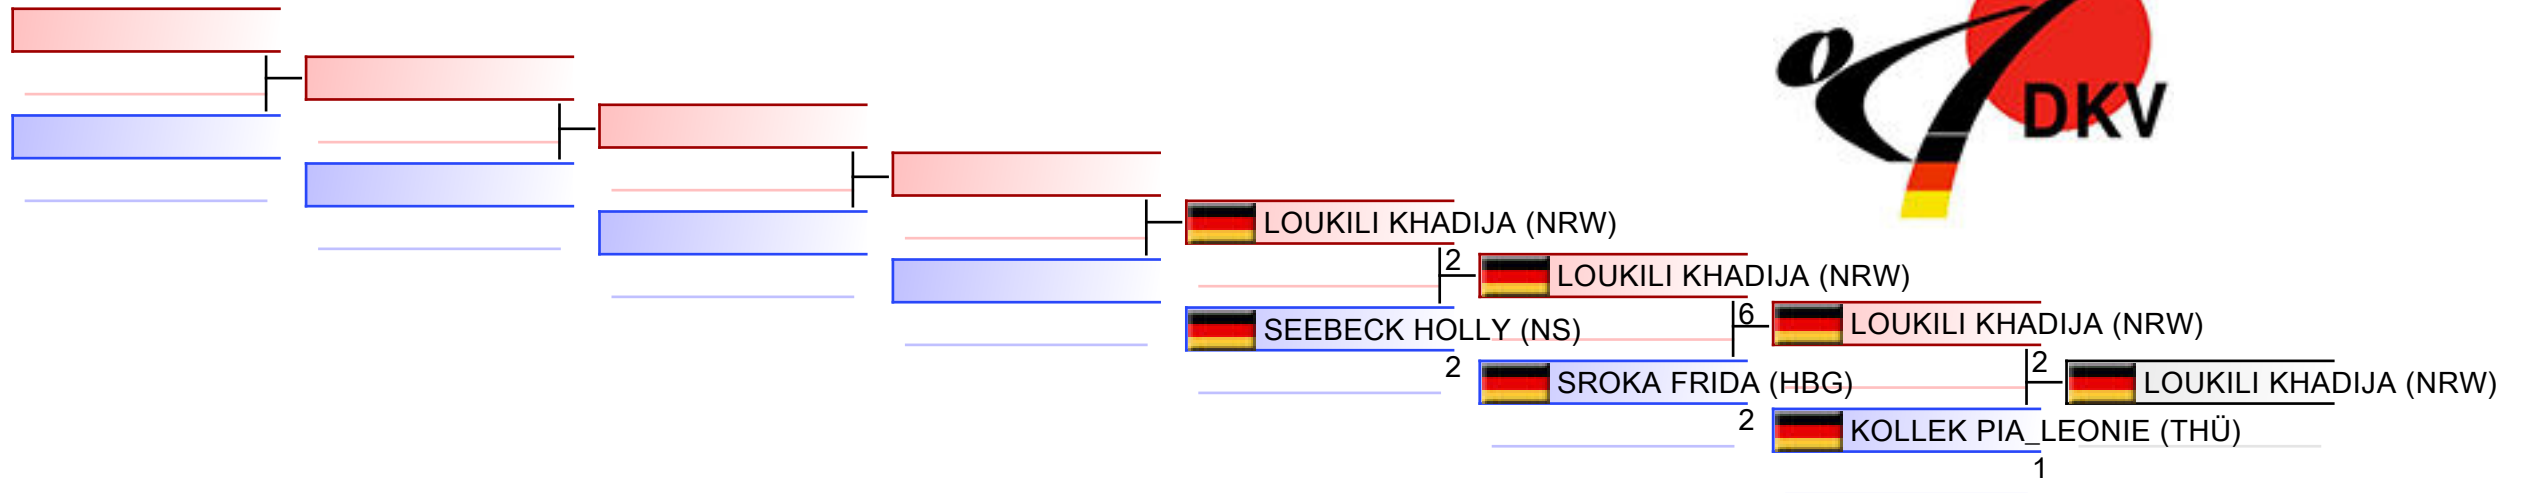 DKV
LOUKILI KHADIJA (NRW)
2
SEEBECK HOLLY (NS)
2
LOUKILI KHADIJA (NRW)
6
SROKA FRIDA (HBG)
2
LOUKILI KHADIJA (NRW)
2
KOLLEK PIA_LEONIE (THÜ)
1
LOUKILI KHADIJA (NRW)